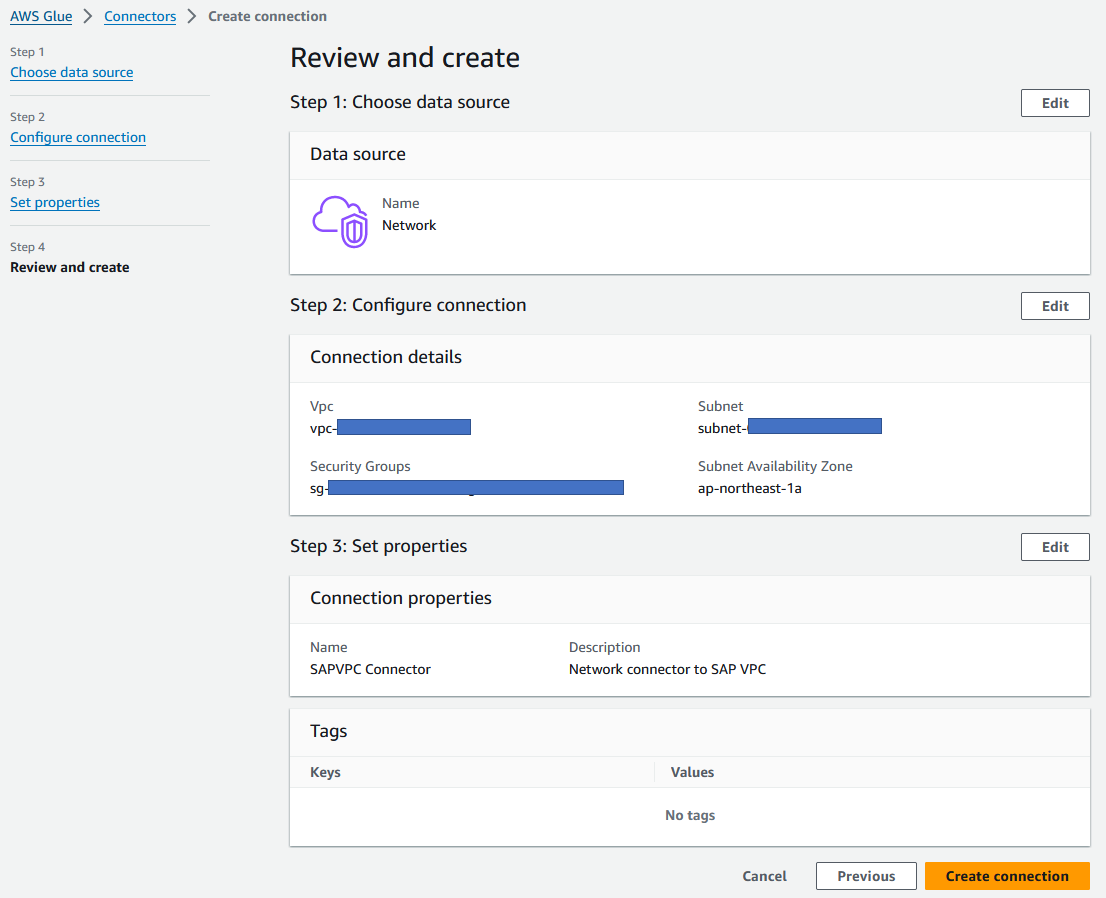 AWS Glue > Connectors > Create connection
Step 1
Choose data source
Step 2
Configure connection
Step 3
Set properties
Step 4
Review and create
Review and create
Step 1: Choose data source
Edit
Data source
Name
Network
Step 2: Configure connection
Edit
Connection details
Vpc
vpc-
Subnet
subnet-
Security Groups
sg-
Subnet Availability Zone
ap-northeast-1a
Step 3: Set properties
Edit
Connection properties
Name
SAPVPC Connector
Description
Network connector to SAP VPC
Tags
Keys
Values
No tags
Cancel
Previous
Create connection